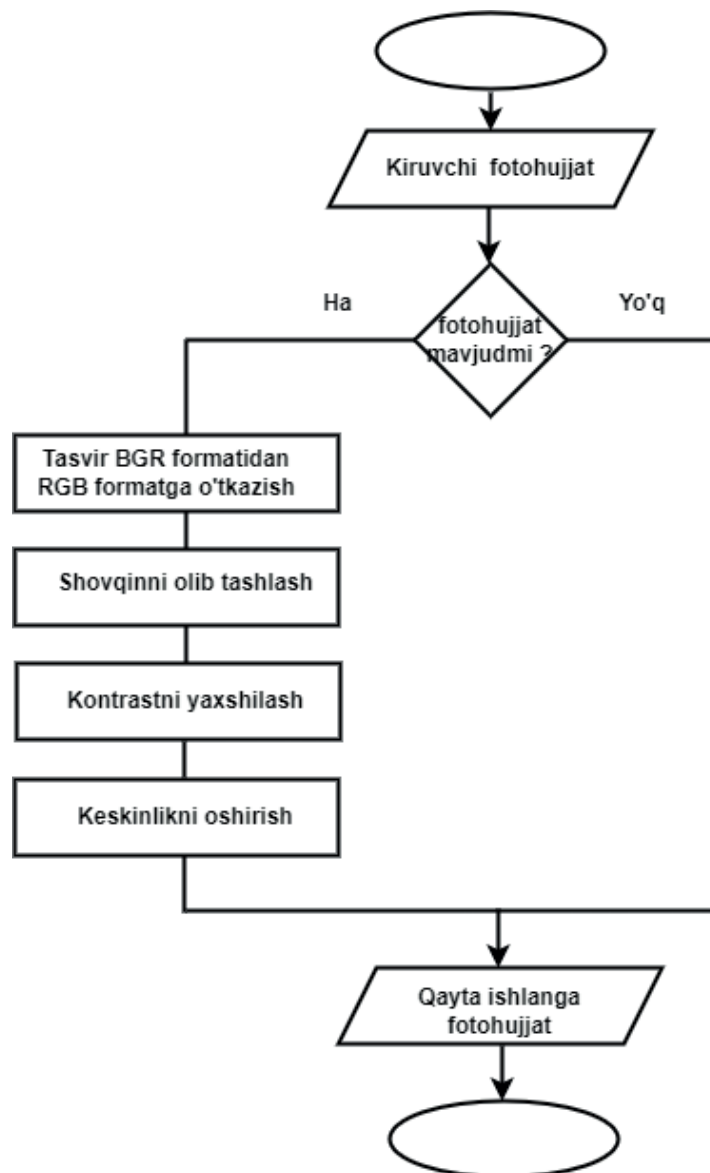 Kiruvchi fotohujjat
Ha
Yo'q
fotohujjat
mavjudmi ?
Tasvir BGR formatidan
RGB formatga o'tkazish
Shovqinni olib tashlash
Kontrastni yaxshilash
Keskinlikni oshirish
Qayta ishlanga
fotohujjat